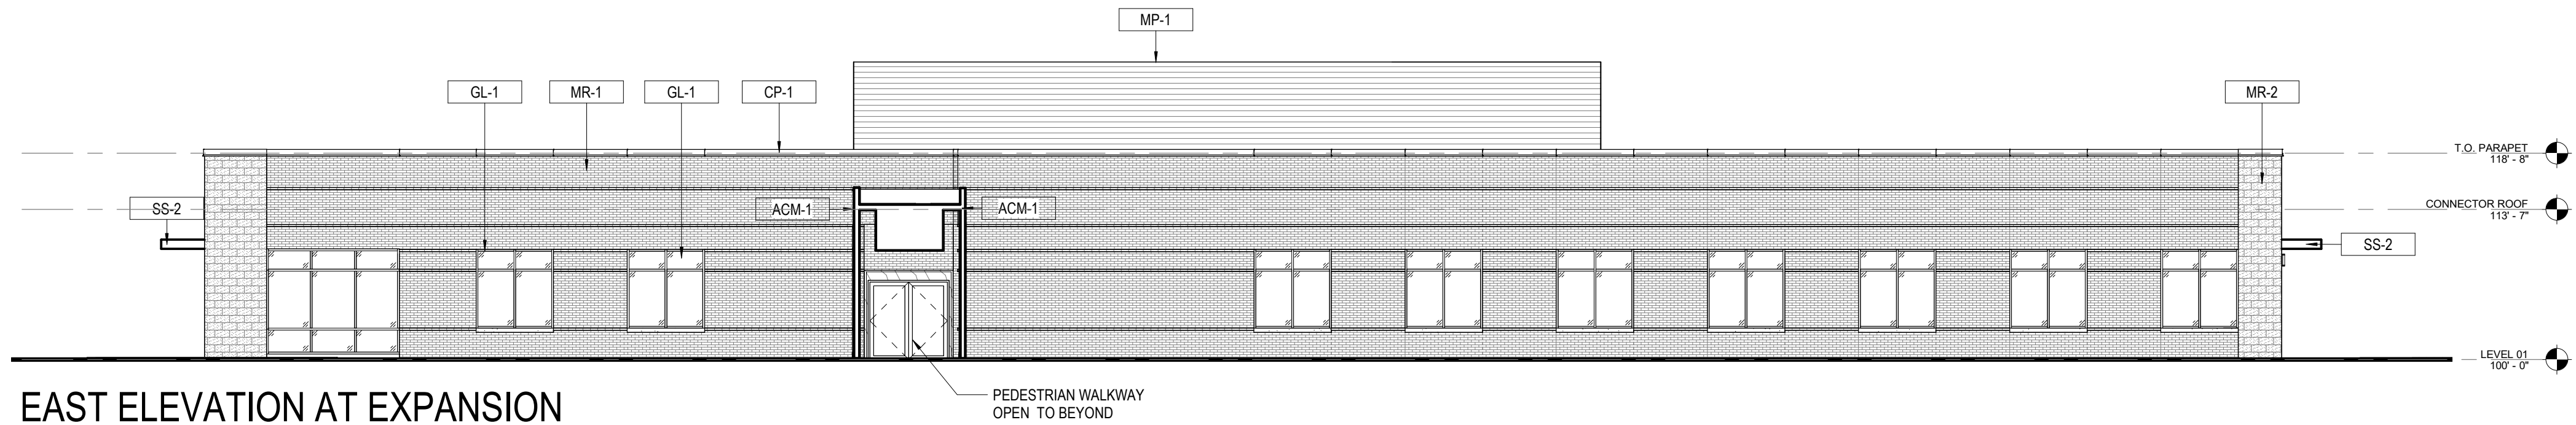 MP-1
GL-1
MR-1
GL-1
CP-1
MR-2
T.O. PARAPET
118' - 8"
SS-2
ACM-1
ACM-1
CONNECTOR ROOF
113' - 7"
SS-2
LEVEL 01
100' - 0"
PEDESTRIAN WALKWAY
OPEN TO BEYOND
EAST ELEVATION AT EXPANSION